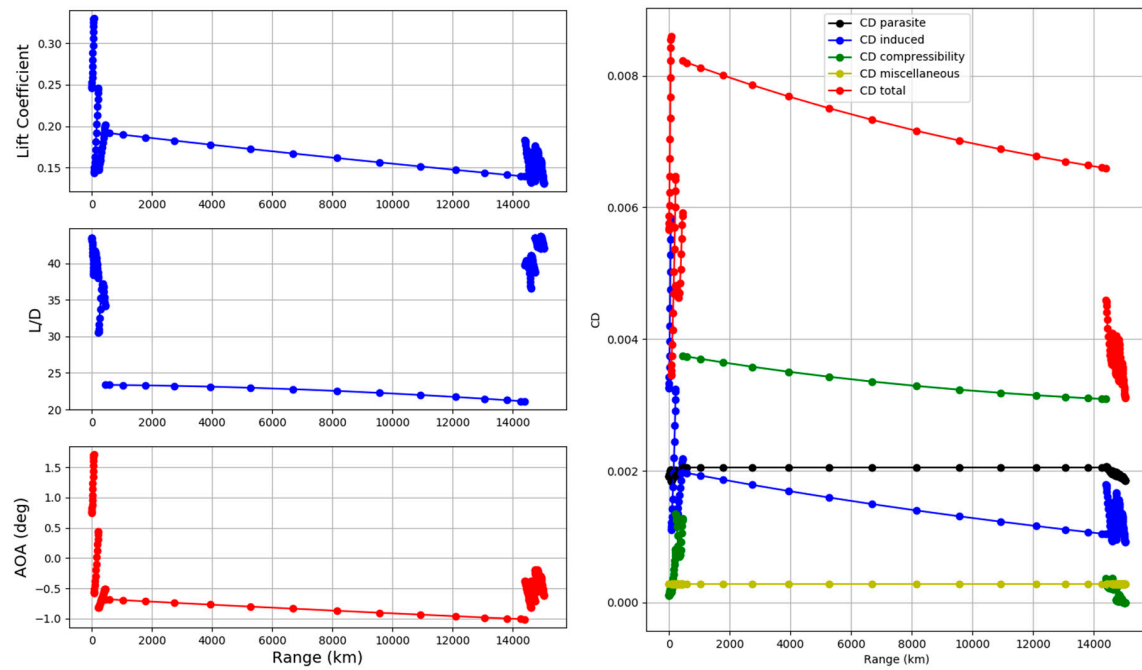 Lift Coefficient
0.30
0.25
0.20
0.15
0 2000 4000 6000 8000 10000 12000 14000
L/D
40
35
30
25
20
0 2000 4000 6000 8000 10000 12000 14000
AOA (deg)
1.5
1.0
0.5
0.0
−0.5
−1.0
0 2000 4000 6000 8000 10000 12000 14000
Range (km)
CD parasite
CD induced
CD compressibility
CD miscellaneous
CD total
CD
0.008
0.006
0.004
0.002
0.000
0 2000 4000 6000 8000 10000 12000 14000
Range (km)